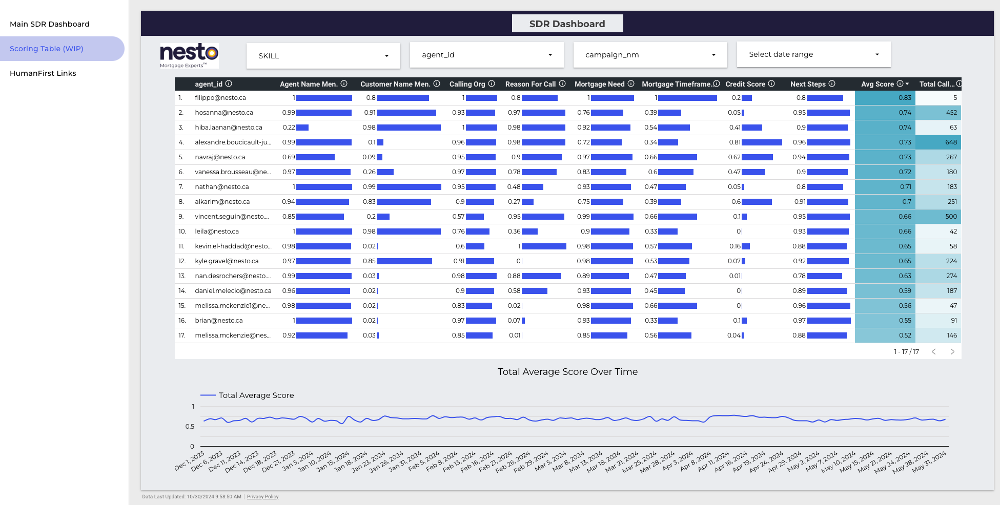 Main SDR Dashboard
Scoring Table (WIP)
HumanFirst Links
SDR Dashboard
nesto
Mortgage Experts™
SKILL
agent_id
campaign_nm
Select date range
agent_id Agent Name Men. Customer Name Men. Calling Org Reason For Call Mortgage Need Mortgage Timeframe... Credit Score Next Steps Avg Score Total Call...
1. filippo@nesto.ca 1 0.8 1 0.8 1 1 0.2 0.8 0.83 5
2. hosanna@nesto.ca 0.99 0.91 0.93 0.97 0.76 0.39 0.05 0.95 0.74 452
3. hiba.laanan@nesto.ca 0.22 0.98 1 0.98 0.92 0.54 0.41 0.9 0.74 63
4. alexandre.boucicault-ju... 0.99 0.1 0.96 0.98 0.72 0.34 0.81 0.96 0.73 648
5. navraj@nesto.ca 0.69 0.09 0.95 0.9 0.97 0.66 0.62 0.94 0.73 267
6. vanessa.brousseau@ne... 0.97 0.26 0.97 0.78 0.83 0.6 0.47 0.9 0.72 180
7. nathan@nesto.ca 1 0.99 0.95 0.48 0.93 0.47 0.05 0.8 0.71 183
8. alkarim@nesto.ca 0.94 0.83 0.9 0.27 0.75 0.39 0.6 0.91 0.7 251
9. vincent.seguin@nesto.... 0.85 0.2 0.57 0.95 0.99 0.66 0.1 0.95 0.66 500
10. leila@nesto.ca 1 0.98 0.76 0.36 0.9 0.33 0 0.93 0.66 42
11. kevin.el-haddad@nesto... 0.98 0.02 0.6 1 0.98 0.57 0.16 0.88 0.65 58
12. kyle.gravel@nesto.ca 0.97 0.85 0.91 0 0.98 0.53 0.07 0.92 0.65 224
13. nan.desrochers@nesto.... 0.99 0.03 0.98 0.88 0.89 0.47 0.01 0.78 0.63 274
14. daniel.melecio@nesto.ca 0.96 0.02 0.9 0.58 0.93 0.45 0 0.89 0.59 187
15. melissa.mckenzie1@ne... 0.98 0.02 0.83 0.02 0.98 0.66 0 0.96 0.56 47
16. brian@nesto.ca 1 0.02 0.97 0.07 0.93 0.33 0.1 0.97 0.55 91
17. melissa.mckenzie@nes... 0.92 0.03 0.85 0.01 0.85 0.56 0.04 0.88 0.52 146
1 - 17 / 17
Total Average Score Over Time
Total Average Score
1
0.5
0
Dec 1, 2023 Dec 6, 2023 Dec 11, 2023 Dec 14, 2023 Dec 18, 2023 Dec 21, 2023 Jan 5, 2024 Jan 10, 2024 Jan 15, 2024 Jan 18, 2024 Jan 23, 2024 Jan 26, 2024 Jan 31, 2024 Feb 5, 2024 Feb 8, 2024 Feb 13, 2024 Feb 16, 2024 Feb 21, 2024 Feb 26, 2024 Feb 29, 2024 Mar 5, 2024 Mar 8, 2024 Mar 13, 2024 Mar 18, 2024 Mar 21, 2024 Mar 25, 2024 Mar 28, 2024 Apr 3, 2024 Apr 8, 2024 Apr 11, 2024 Apr 16, 2024 Apr 19, 2024 Apr 24, 2024 Apr 29, 2024 May 2, 2024 May 7, 2024 May 10, 2024 May 15, 2024 May 21, 2024 May 24, 2024 May 28, 2024 May 31, 2024
Data Last Updated: 10/30/2024 9:58:50 AM Privacy Policy